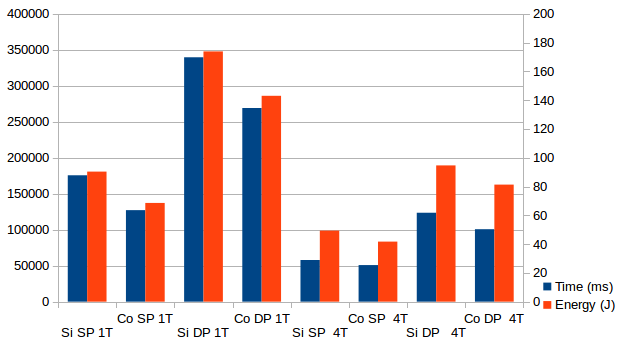 400000
350000
300000
250000
200000
150000
100000
50000
0
200
180
160
140
120
100
80
60
40
20
0
Time (ms)
Energy (J)
Si SP 1T
Co SP 1T
Si DP 1T
Co DP 1T
Si SP 4T
Co SP 4T
Si DP 4T
Co DP 4T